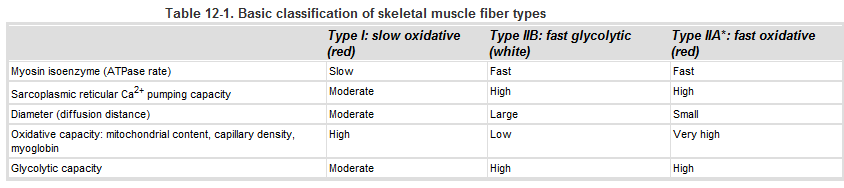 Table 12-1. Basic classification of skeletal muscle fiber types
Type I: slow oxidative (red) Type IIB: fast glycolytic (white) Type IIA*: fast oxidative (red)
Myosin isoenzyme (ATPase rate) Slow Fast Fast
Sarcoplasmic reticular Ca2+ pumping capacity Moderate High High
Diameter (diffusion distance) Moderate Large Small
Oxidative capacity: mitochondrial content, capillary density, myoglobin High Low Very high
Glycolytic capacity Moderate High High